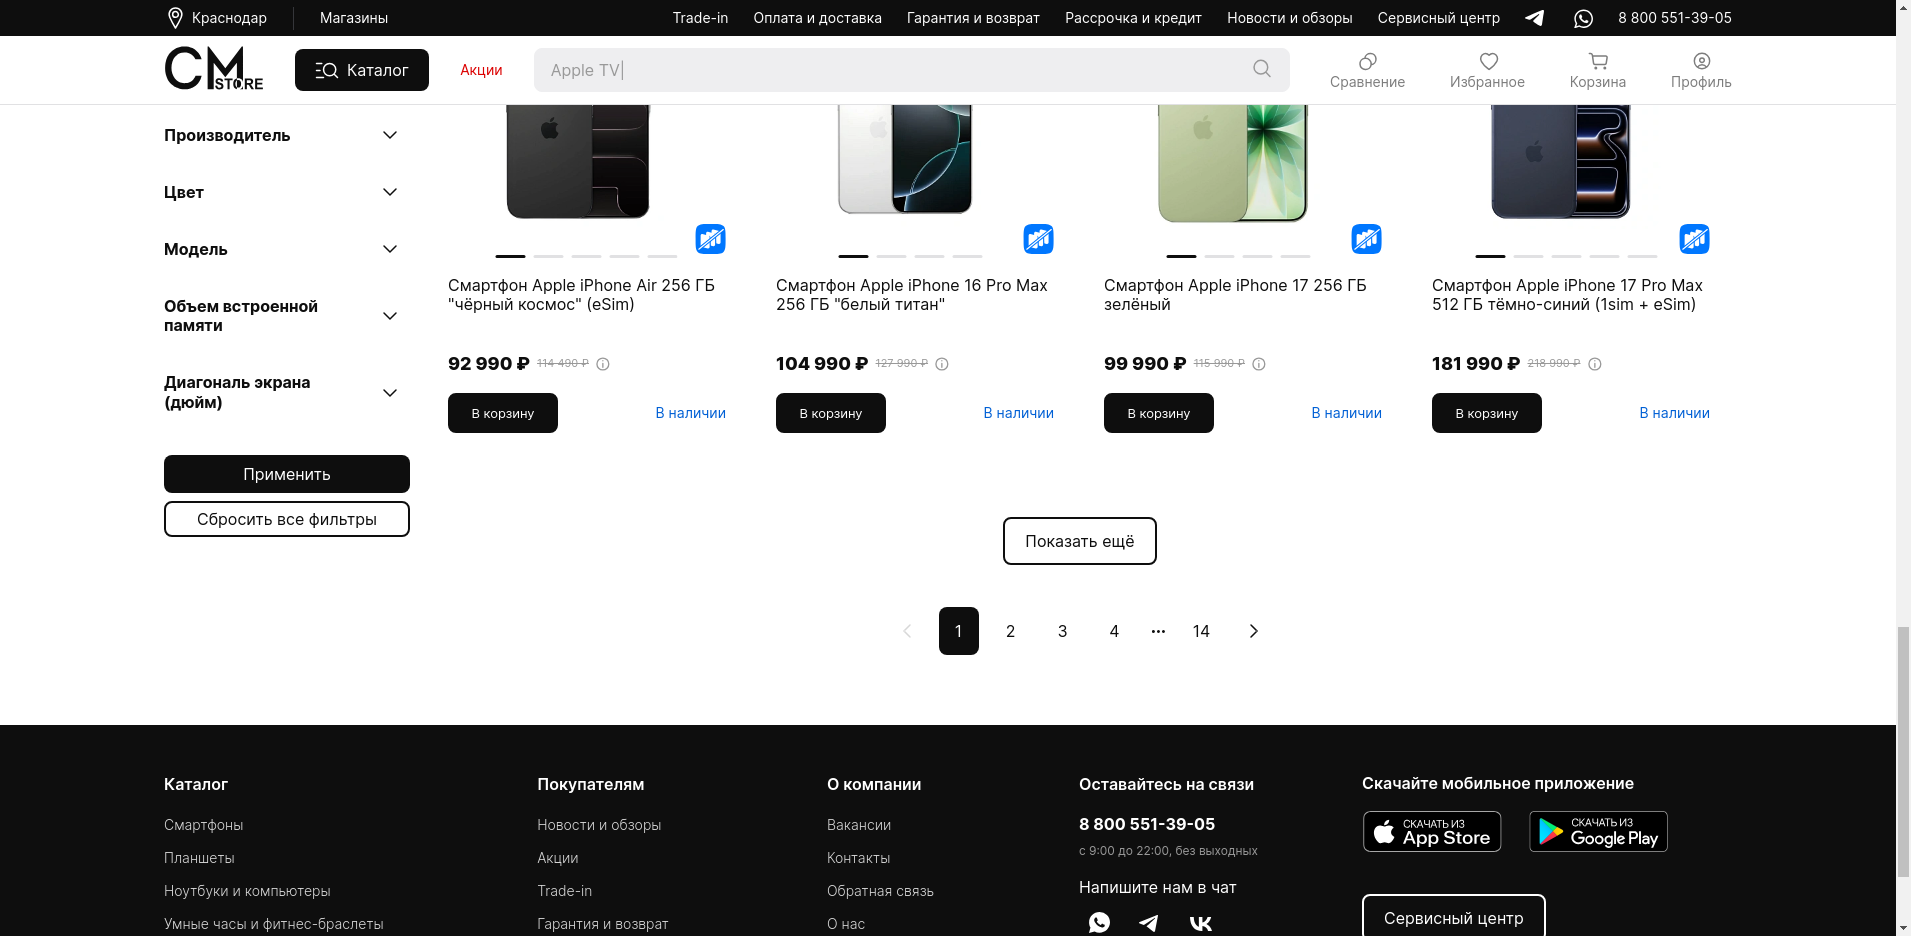 Краснодар
Магазины
Trade-in
Оплата и доставка
Гарантия и возврат
Рассрочка и кредит
Новости и обзоры
Сервисный центр
8 800 551-39-05
CM STORE
Каталог
Акции
Apple TV|
Сравнение
Избранное
Корзина
Профиль
Производитель
Цвет
Модель
Объем встроенной
памяти
Диагональ экрана
(дюйм)
Применить
Сбросить все фильтры
Смартфон Apple iPhone Air 256 ГБ
"чёрный космос" (eSim)
92 990 ₽ 114 490 ₽
В корзину
В наличии
Смартфон Apple iPhone 16 Pro Max
256 ГБ "белый титан"
104 990 ₽ 127 990 ₽
В корзину
В наличии
Смартфон Apple iPhone 17 256 ГБ
зелёный
99 990 ₽ 115 990 ₽
В корзину
В наличии
Смартфон Apple iPhone 17 Pro Max
512 ГБ тёмно-синий (1sim + eSim)
181 990 ₽ 218 990 ₽
В корзину
В наличии
Показать ещё
1 2 3 4 ... 14
Каталог
Смартфоны
Планшеты
Ноутбуки и компьютеры
Умные часы и фитнес-браслеты
Покупателям
Новости и обзоры
Акции
Trade-in
Гарантия и возврат
О компании
Вакансии
Контакты
Обратная связь
О нас
Оставайтесь на связи
8 800 551-39-05
с 9:00 до 22:00, без выходных
Напишите нам в чат
Скачайте мобильное приложение
СКАЧАТЬ ИЗ
App Store
СКАЧАТЬ ИЗ
Google Play
Сервисный центр